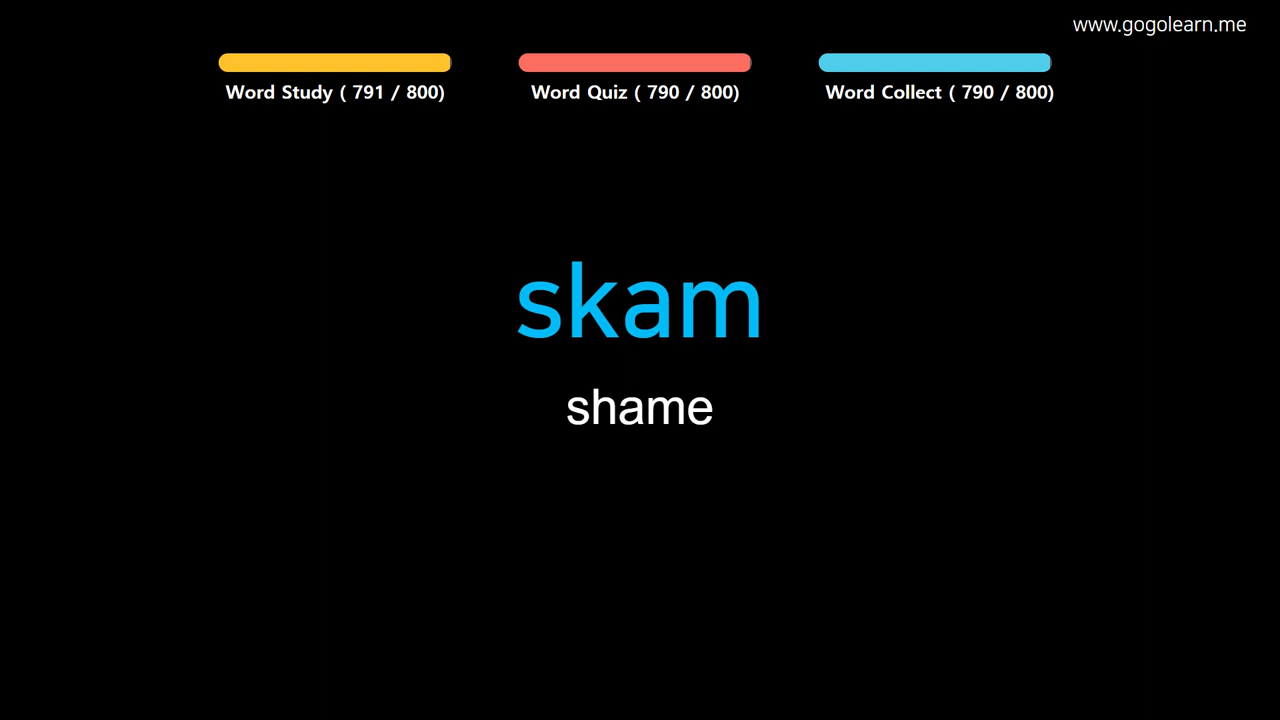 www.gogolearn.me
Word Study ( 791 / 800)
Word Quiz ( 790 / 800)
Word Collect ( 790 / 800)
skam
shame